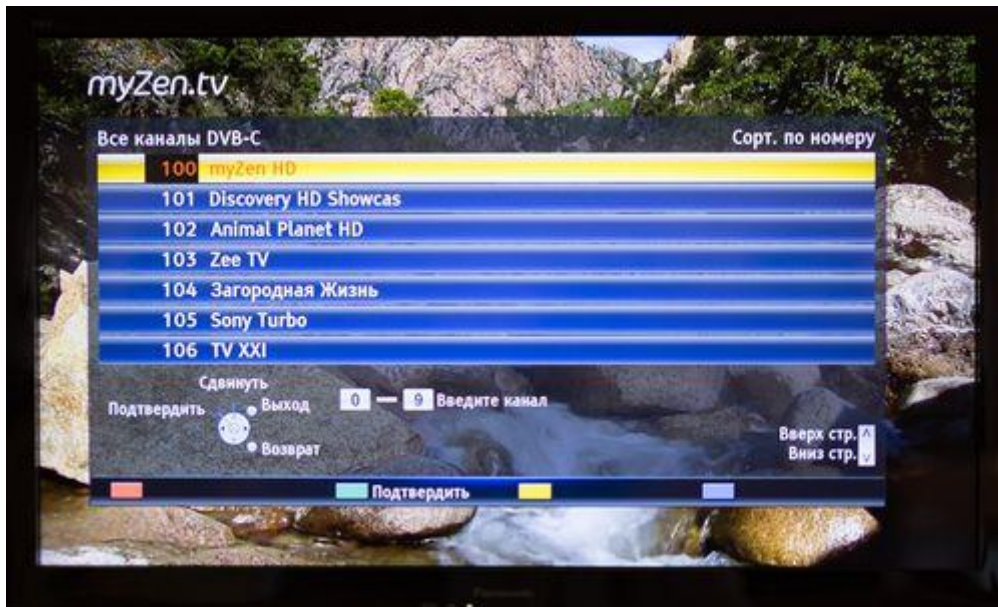 myZen.tv
Все каналы DVB-C
Сорт. по номеру
100 myZen HD
101 Discovery HD Showcas
102 Animal Planet HD
103 Zee TV
104 Загородная Жизнь
105 Sony Turbo
106 TV XXI
Сдвинуть
Подтвердить
Выход
0 — 9 Введите канал
Возврат
Вверх стр.
Вниз стр.
Подтвердить
Panasonic